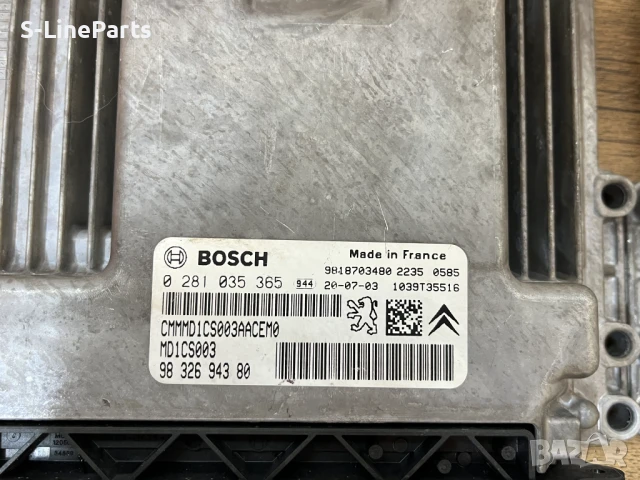 S-LineParts
BOSCH
Made in France
0 281 035 365 944 20-07-03
9818703480 2235 0585
1039T35516
CMMMD1CS003AACEM0
MD1CS003
98 326 943 80
BAZAR